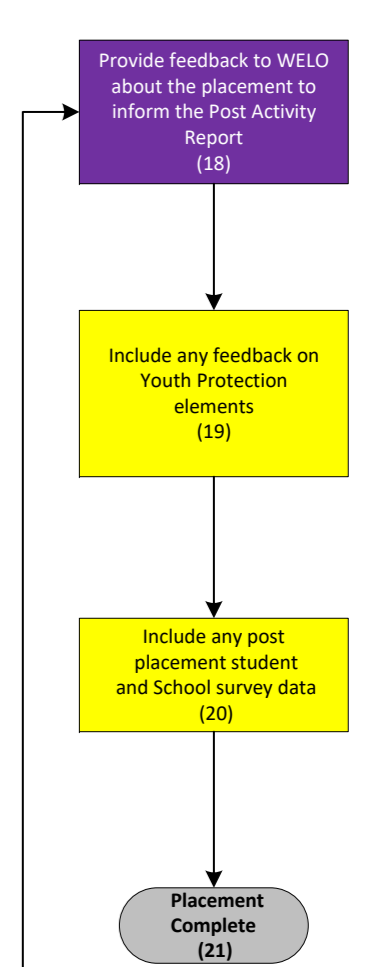 Provide feedback to WELO
about the placement to
inform the Post Activity
Report
(18)
Include any feedback on
Youth Protection
elements
(19)
Include any post
placement student
and School survey data
(20)
Placement
Complete
(21)